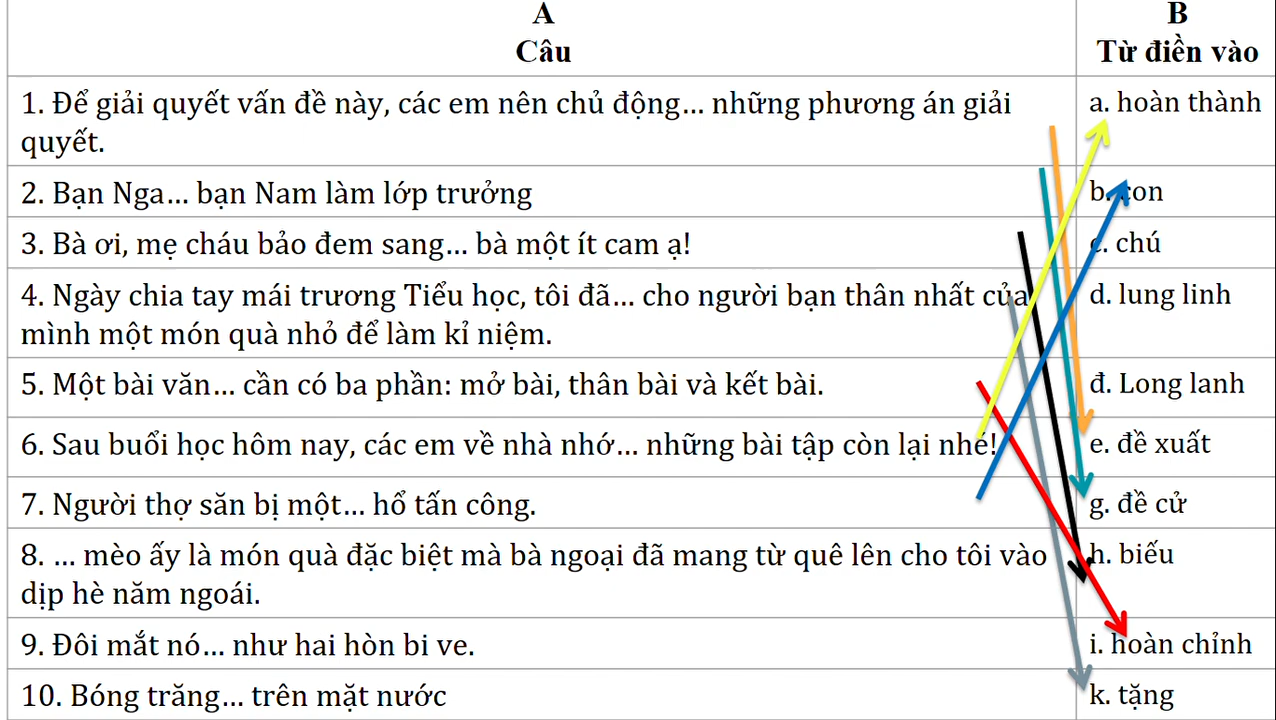 A
Câu
B
Từ điền vào
1. Để giải quyết vấn đề này, các em nên chủ động... những phương án giải
quyết.
a. hoàn thành
2. Bạn Nga... bạn Nam làm lớp trưởng
b. con
3. Bà ơi, mẹ cháu bảo đem sang... bà một ít cam ạ!
c. chú
4. Ngày chia tay mái trương Tiểu học, tôi đã... cho người bạn thân nhất của
mình một món quà nhỏ để làm kỉ niệm.
d. lung linh
5. Một bài văn... cần có ba phần: mở bài, thân bài và kết bài.
đ. Long lanh
6. Sau buổi học hôm nay, các em về nhà nhớ... những bài tập còn lại nhé!
e. đề xuất
7. Người thợ săn bị một... hổ tấn công.
g. đề cử
8. ... mèo ấy là món quà đặc biệt mà bà ngoại đã mang từ quê lên cho tôi vào
dịp hè năm ngoái.
h. biếu
9. Đôi mắt nó... như hai hòn bi ve.
i. hoàn chỉnh
10. Bóng trăng... trên mặt nước
k. tặng